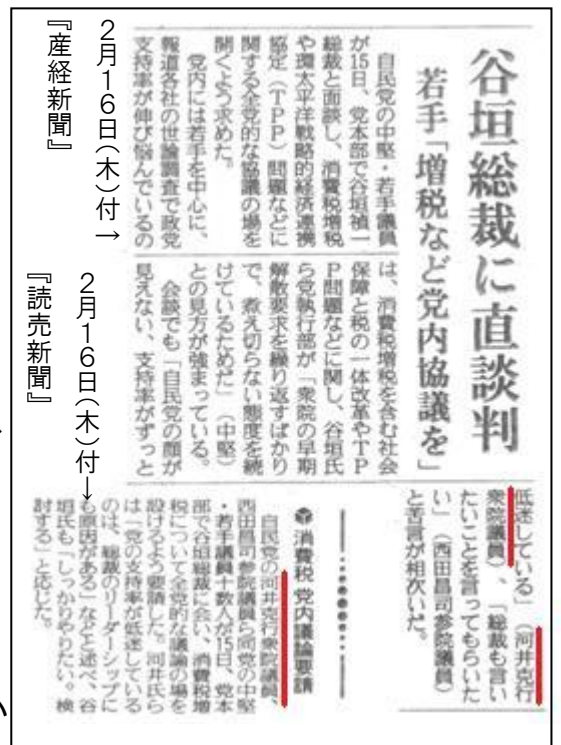 谷垣総裁に直談判
若手「増税など党内協議を」
自民党の中堅・若手議員
が15日、党本部で谷垣禎一
総裁と面談し、消費税増税
や環太平洋戦略的経済連携
協定（TPP）問題などに
関する全党的な協議の場を
開くよう求めた。
党内には若手を中心に、
報道各社の世論調査で政党
支持率が伸び悩んでいるの
は、消費税増税を含む社会
保障と税の一体改革やTP
P問題などに関し、谷垣氏
ら党執行部が「衆院の早期
解散要求を繰り返すばかり
で、煮え切らない態度を続
けているためだ」（中堅）
との見方が強まっている。
会談でも「自民党の顔が
見えない、支持率がずっと
低迷している」（河井克行
衆院議員）、「総裁も言い
たいことを言ってもらいた
い」（西田昌司参院議員）
と苦言が相次いだ。
2月16日（木）付→
『産経新聞』
消費税 党内議論要請
自民党の河井克行衆院議員、
西田昌司参院議員ら同党の中堅
・若手議員十数人が15日、党本
部で谷垣総裁に会い、消費税増
税について全党的な議論の場を
設けるよう要請した。河井氏ら
は「党の支持率が低迷している
のは、総裁のリーダーシップに
も原因がある」などと述べ、谷
垣氏も「しっかりやりたい。検
討する」と応じた。
2月16日（木）付→
『読売新聞』